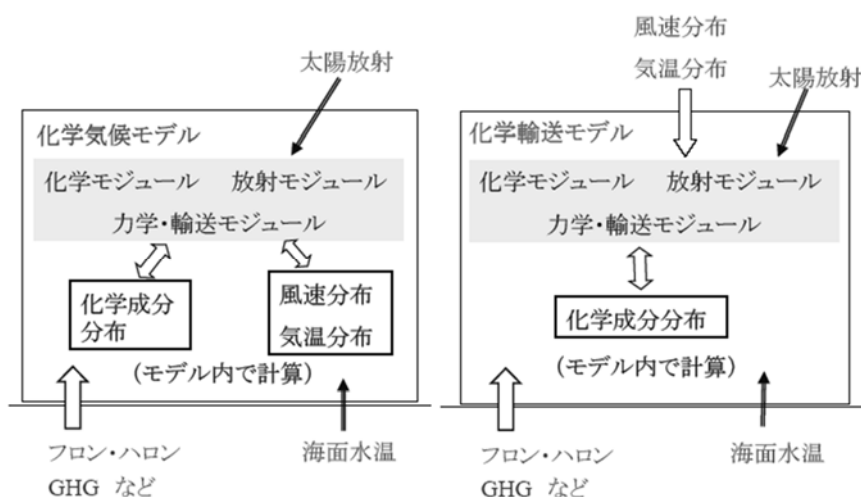 太陽放射
化学気候モデル
化学モジュール 放射モジュール
力学・輸送モジュール
化学成分
分布
風速分布
気温分布
(モデル内で計算)
フロン・ハロン
GHG など
海面水温
風速分布
気温分布
太陽放射
化学輸送モデル
化学モジュール 放射モジュール
力学・輸送モジュール
化学成分分布
(モデル内で計算)
フロン・ハロン
GHG など
海面水温